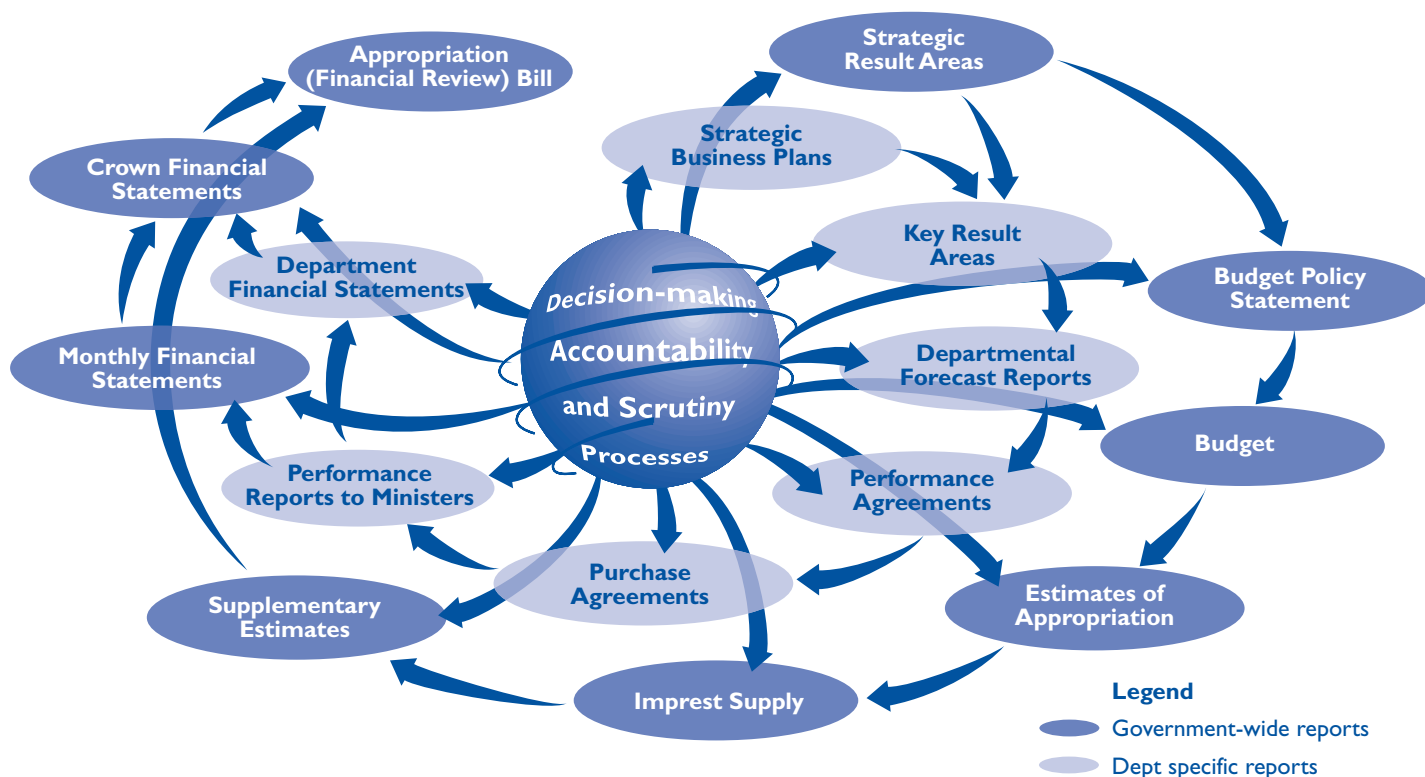 Appropriation
(Financial Review) Bill
Strategic
Result Areas
Strategic
Business Plans
Crown Financial
Statements
Key Result
Areas
Department
Financial Statements
Budget Policy
Statement
Decision-making
Accountability
and Scrutiny
Processes
Monthly Financial
Statements
Departmental
Forecast Reports
Budget
Performance
Reports to Ministers
Performance
Agreements
Purchase
Agreements
Supplementary
Estimates
Estimates of
Appropriation
Imprest Supply
Legend
Government-wide reports
Dept specific reports